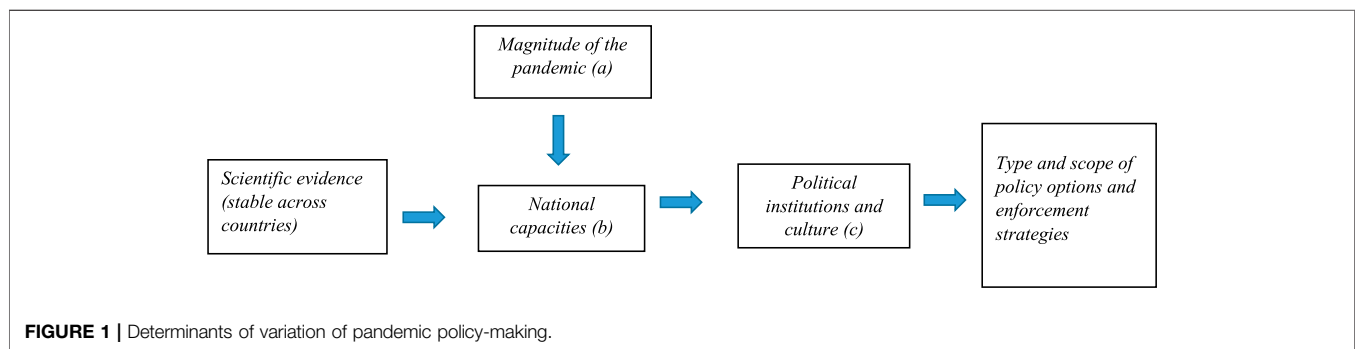 Magnitude of the
pandemic (a)
Scientific evidence
(stable across
countries)
National
capacities (b)
Political
institutions and
culture (c)
Type and scope of
policy options and
enforcement
strategies
FIGURE 1 | Determinants of variation of pandemic policy-making.